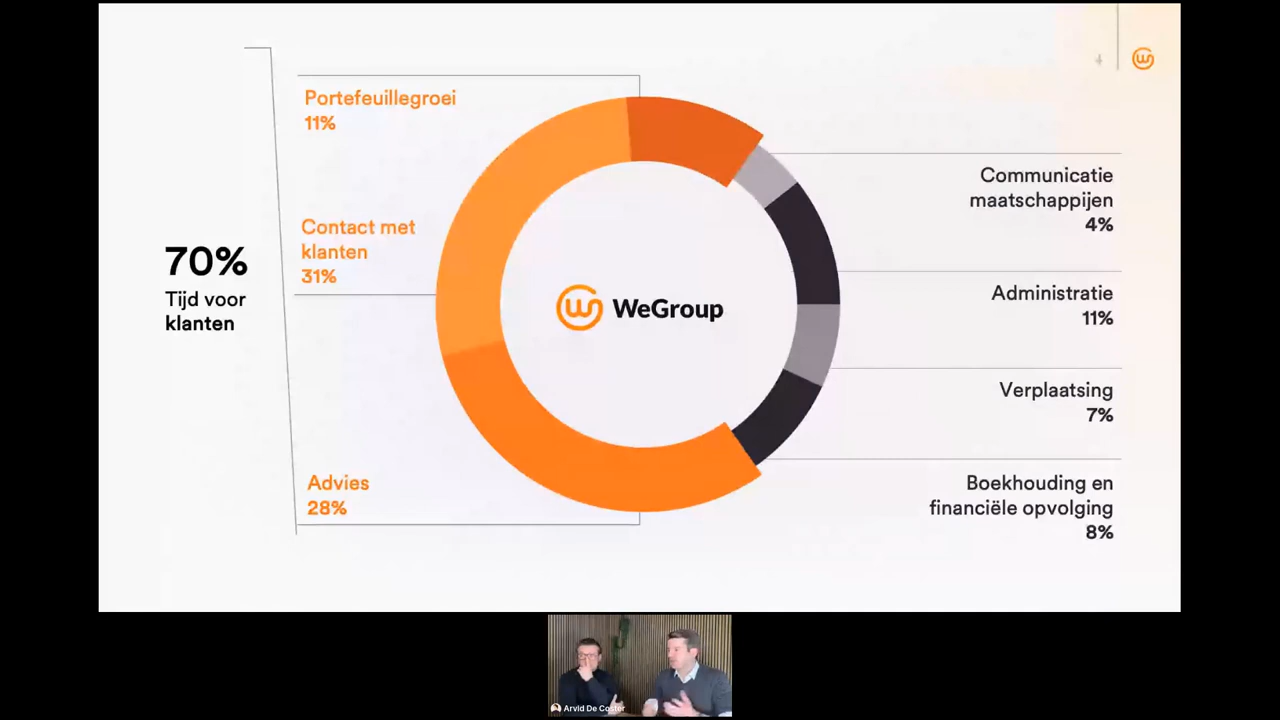 Portefeuillegroei
11%
Contact met
klanten
31%
70%
Tijd voor
klanten
Advies
28%
WeGroup
Communicatie
maatschappijen
4%
Administratie
11%
Verplaatsing
7%
Boekhouding en
financiële opvolging
8%
Arvid De Coster